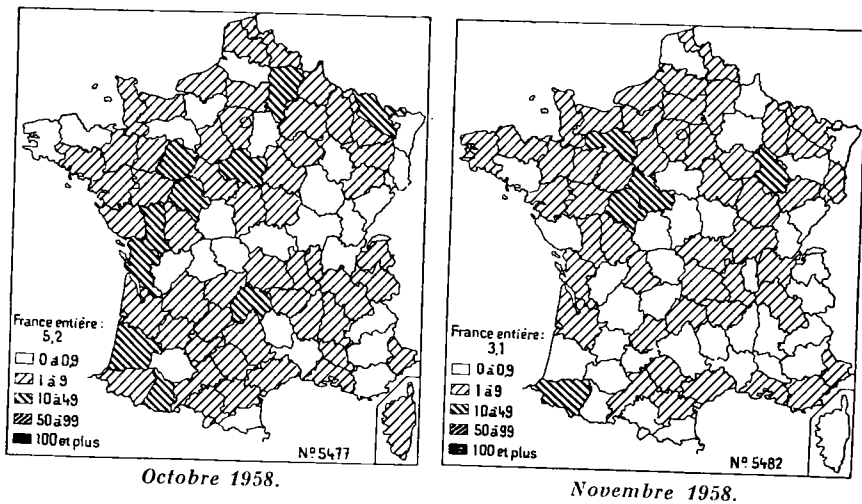 France entière :
5,2
0 à 0,9
1 à 9
10 à 49
50 à 99
100 et plus
Nº 5477
Octobre 1958.
France entière :
3,1
0 à 0,9
1 à 9
10 à 49
50 à 99
100 et plus
Nº 5482
Novembre 1958.